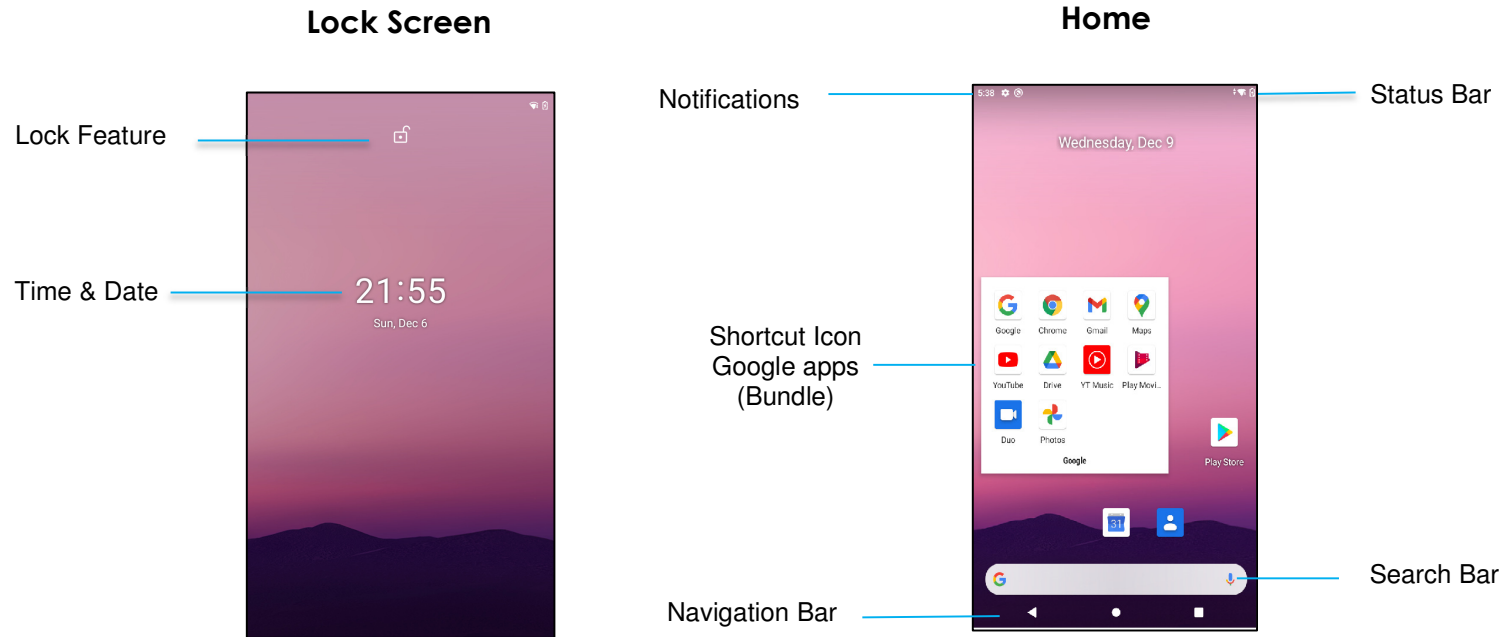 Lock Screen
Lock Feature
21:55
Time & Date
Sun, Dec 6
Home
Notifications
5:38
Status Bar
Wednesday, Dec 9
Shortcut Icon
Google apps
(Bundle)
Google Chrome Gmail Maps
YouTube Drive YT Music Play Movi...
Duo Photos
Google
Play Store
31
Search Bar
Navigation Bar